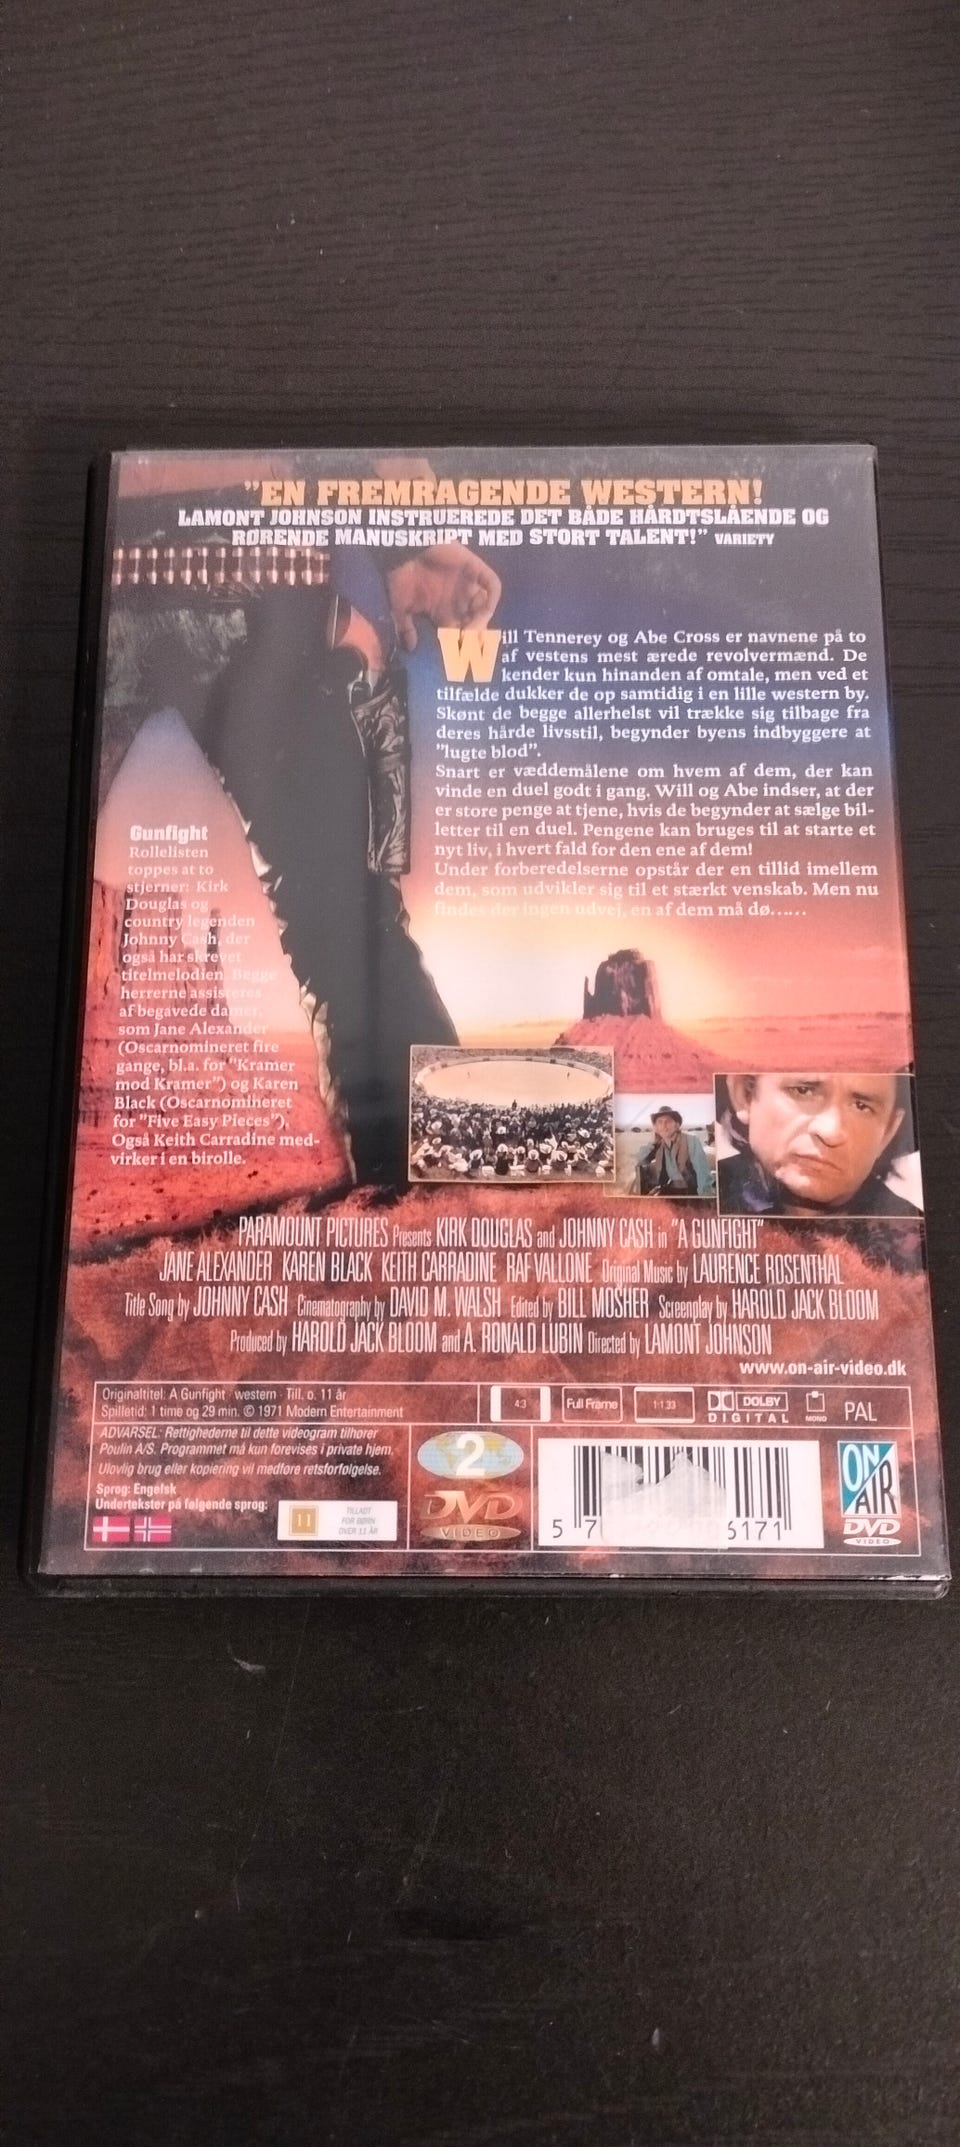 "EN FREMRAGENDE WESTERN!
LAMONT JOHNSON INSTRUEREDE DET BÅDE HÅRDTSLÅENDE OG
RØRENDE MANUSKRIPT MED STORT TALENT!" VARIETY
Will Tennerey og Abe Cross er navnene på to
af vestens mest ærede revolvermænd. De
kender kun hinanden af omtale, men ved et
tilfælde dukker de op samtidig i en lille western by.
Skønt de begge allerhelst vil trække sig tilbage fra
deres hårde livsstil, begynder byens indbyggere at
"lugte blod".
Snart er væddemålene om hvem af dem, der kan
vinde en duel godt i gang. Will og Abe indser, at der
er store penge at tjene, hvis de begynder at sælge bil-
letter til en duel. Pengene kan bruges til at starte et
nyt liv, i hvert fald for den ene af dem!
Under forberedelserne opstår der en tillid imellem
dem, som udvikler sig til et stærkt venskab. Men nu
findes der ingen udvej, en af dem må dø......
Gunfight
Rollelisten
toppes at to
stjerner: Kirk
Douglas og
country legenden
Johnny Cash, der
også har skrevet
titelmelodien. Begge
herrerne assisteres
af begavede damer,
som Jane Alexander
(Oscarnomineret fire
gange, bl.a. for "Kramer
mod Kramer") og Karen
Black (Oscarnomineret
for "Five Easy Pieces").
Også Keith Carradine med-
virker i en birolle.
PARAMOUNT PICTURES Presents KIRK DOUGLAS and JOHNNY CASH in "A GUNFIGHT"
JANE ALEXANDER KAREN BLACK KEITH CARRADINE RAF VALLONE Original Music by LAURENCE ROSENTHAL
Title Song by JOHNNY CASH Cinematography by DAVID M. WALSH Edited by BILL MOSHER Screenplay by HAROLD JACK BLOOM
Produced by HAROLD JACK BLOOM and A. RONALD LUBIN Directed by LAMONT JOHNSON
www.on-air-video.dk
Originaltitel: A Gunfight · western · Till. o. 11 år
Spilletid: 1 time og 29 min. © 1971 Modern Entertainment
4:3 Full Frame 1:1.33 DOLBY DIGITAL MONO PAL
ADVARSEL: Rettighederne til dette videogram tilhører
Poulin A/S. Programmet må kun forevises i private hjem.
Ulovlig brug eller kopiering vil medføre retsforfølgelse.
Sprog: Engelsk
Undertekster på følgende sprog:
11
TILLADT
FOR BØRN
OVER 11 ÅR
2
DVD
VIDEO
5 7 6171
ON
AIR
DVD
VIDEO